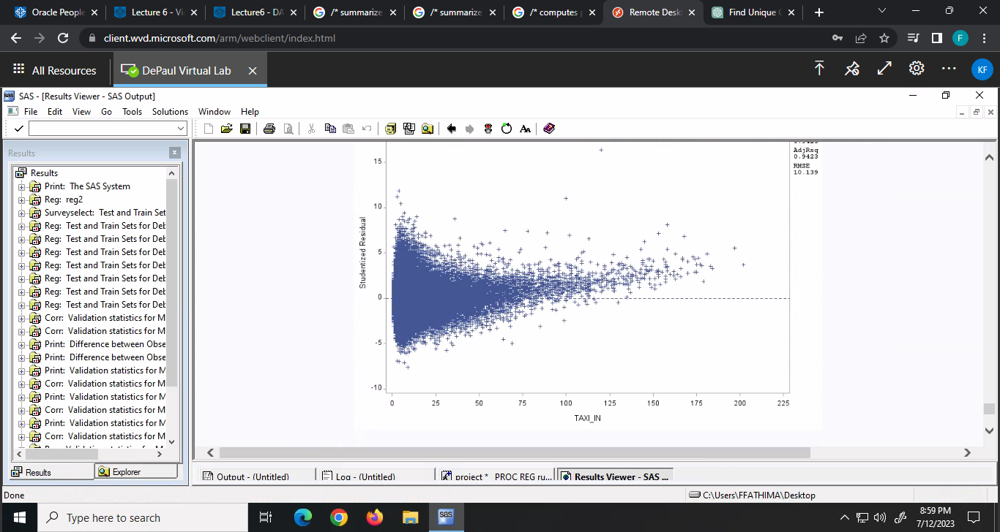 Oracle People
Lecture 6 - Vi
Lecture6 - DA
/* summarize
/* summarize
/* computes p
Remote Desk
Find Unique C
client.wvd.microsoft.com/arm/webclient/index.html
F
All Resources
DePaul Virtual Lab
KF
SAS - [Results Viewer - SAS Output]
File Edit View Go Tools Solutions Window Help
Results
Results
Print: The SAS System
Reg: reg2
Surveyselect: Test and Train Set
Reg: Test and Train Sets for Det
Reg: Test and Train Sets for Det
Reg: Test and Train Sets for Det
Reg: Test and Train Sets for Det
Reg: Test and Train Sets for Det
Reg: Test and Train Sets for Det
Reg: Test and Train Sets for Det
Corr: Validation statistics for M
Corr: Validation statistics for M
Print: Difference between Obse
Print: Difference between Obse
Print: Validation statistics for M
Corr: Validation statistics for M
Print: Validation statistics for M
Corr: Validation statistics for M
Print: Validation statistics for M
Corr: Validation statistics for M
Results
Explorer
AdjRsq
0.9423
RMSE
10.139
Studentized Residual
15
10
5
0
-5
-10
0 25 50 75 100 125 150 175 200 225
TAXI_IN
Output - (Untitled)
Log - (Untitled)
project * PROC REG ru...
Results Viewer - SAS ...
Done
C:\Users\FFATHIMA\Desktop
Type here to search
sas
8:59 PM
7/12/2023